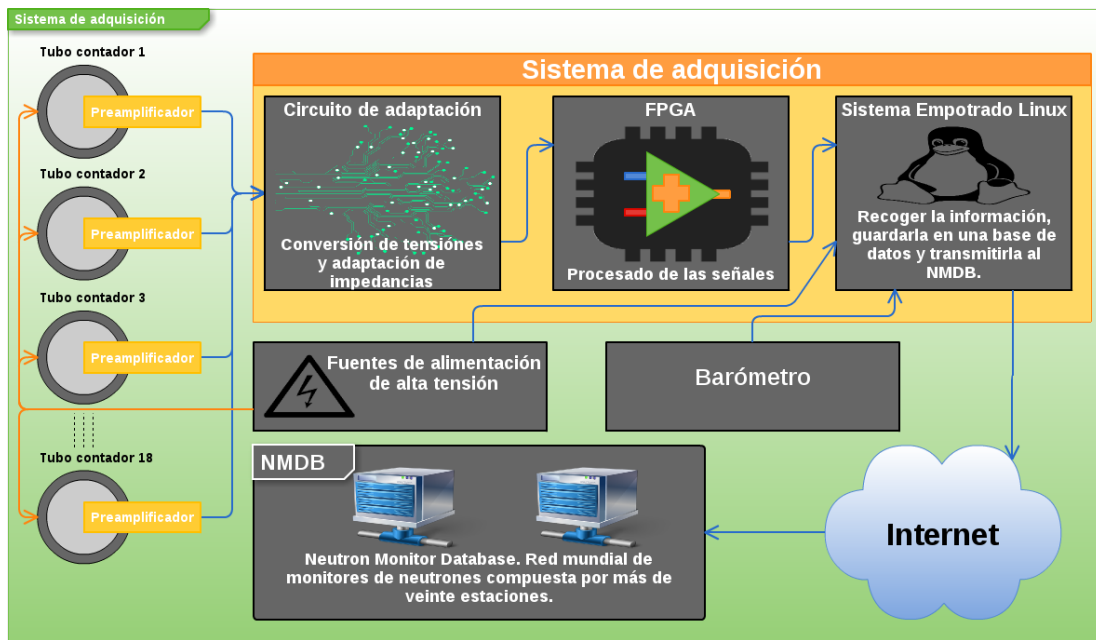 Sistema de adquisición
Tubo contador 1
Preamplificador
Tubo contador 2
Preamplificador
Tubo contador 3
Preamplificador
Tubo contador 18
Preamplificador
Sistema de adquisición
Circuito de adaptación
Conversión de tensiónes
y adaptación de
impedancias
FPGA
Procesado de las señales
Sistema Empotrado Linux
Recoger la información,
guardarla en una base de
datos y transmitirla al
NMDB.
Fuentes de alimentación
de alta tensión
Barómetro
NMDB
Neutron Monitor Database. Red mundial de
monitores de neutrones compuesta por más de
veinte estaciones.
Internet